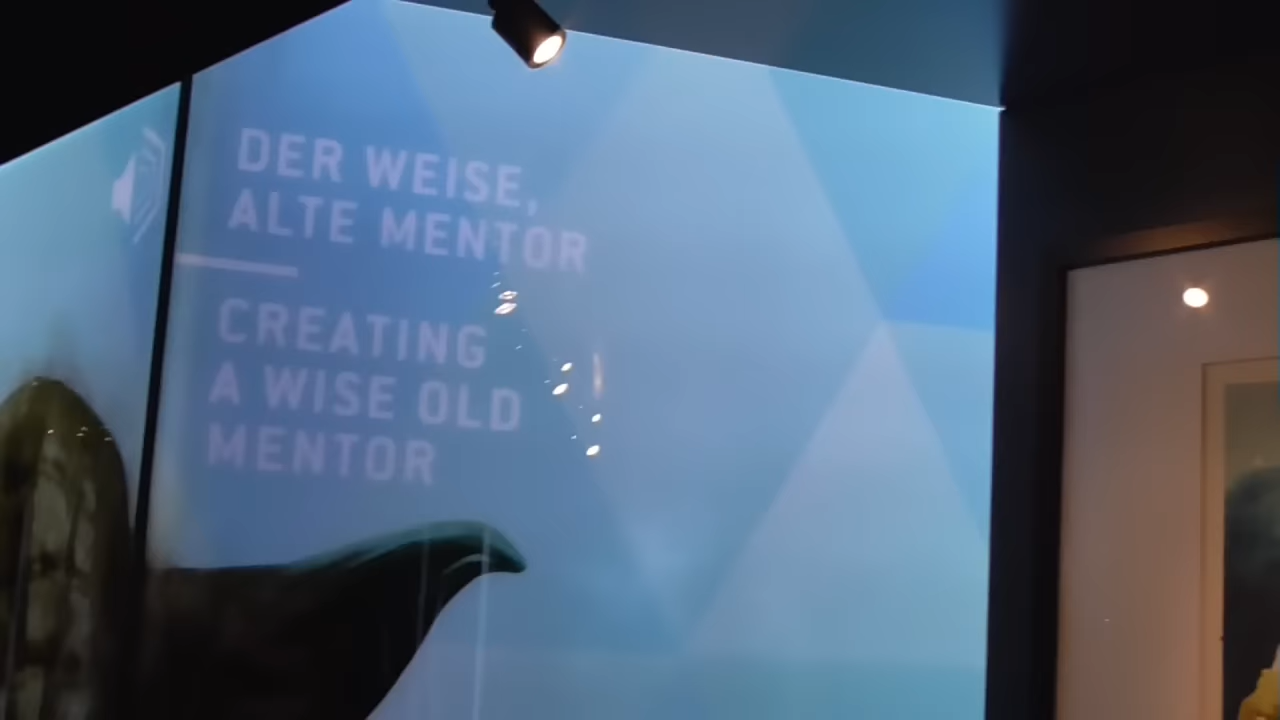 DER WEISE,
ALTE MENTOR
CREATING
A WISE OLD
MENTOR